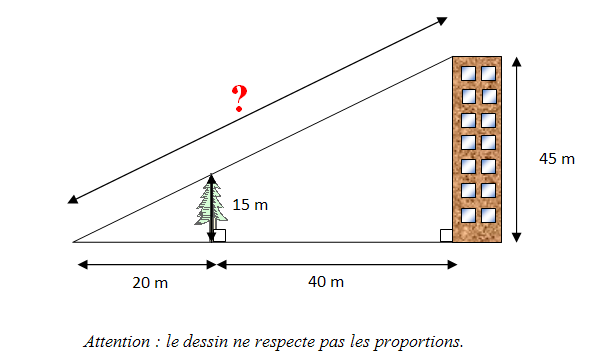 ?
45 m
15 m
20 m
40 m
Attention : le dessin ne respecte pas les proportions.